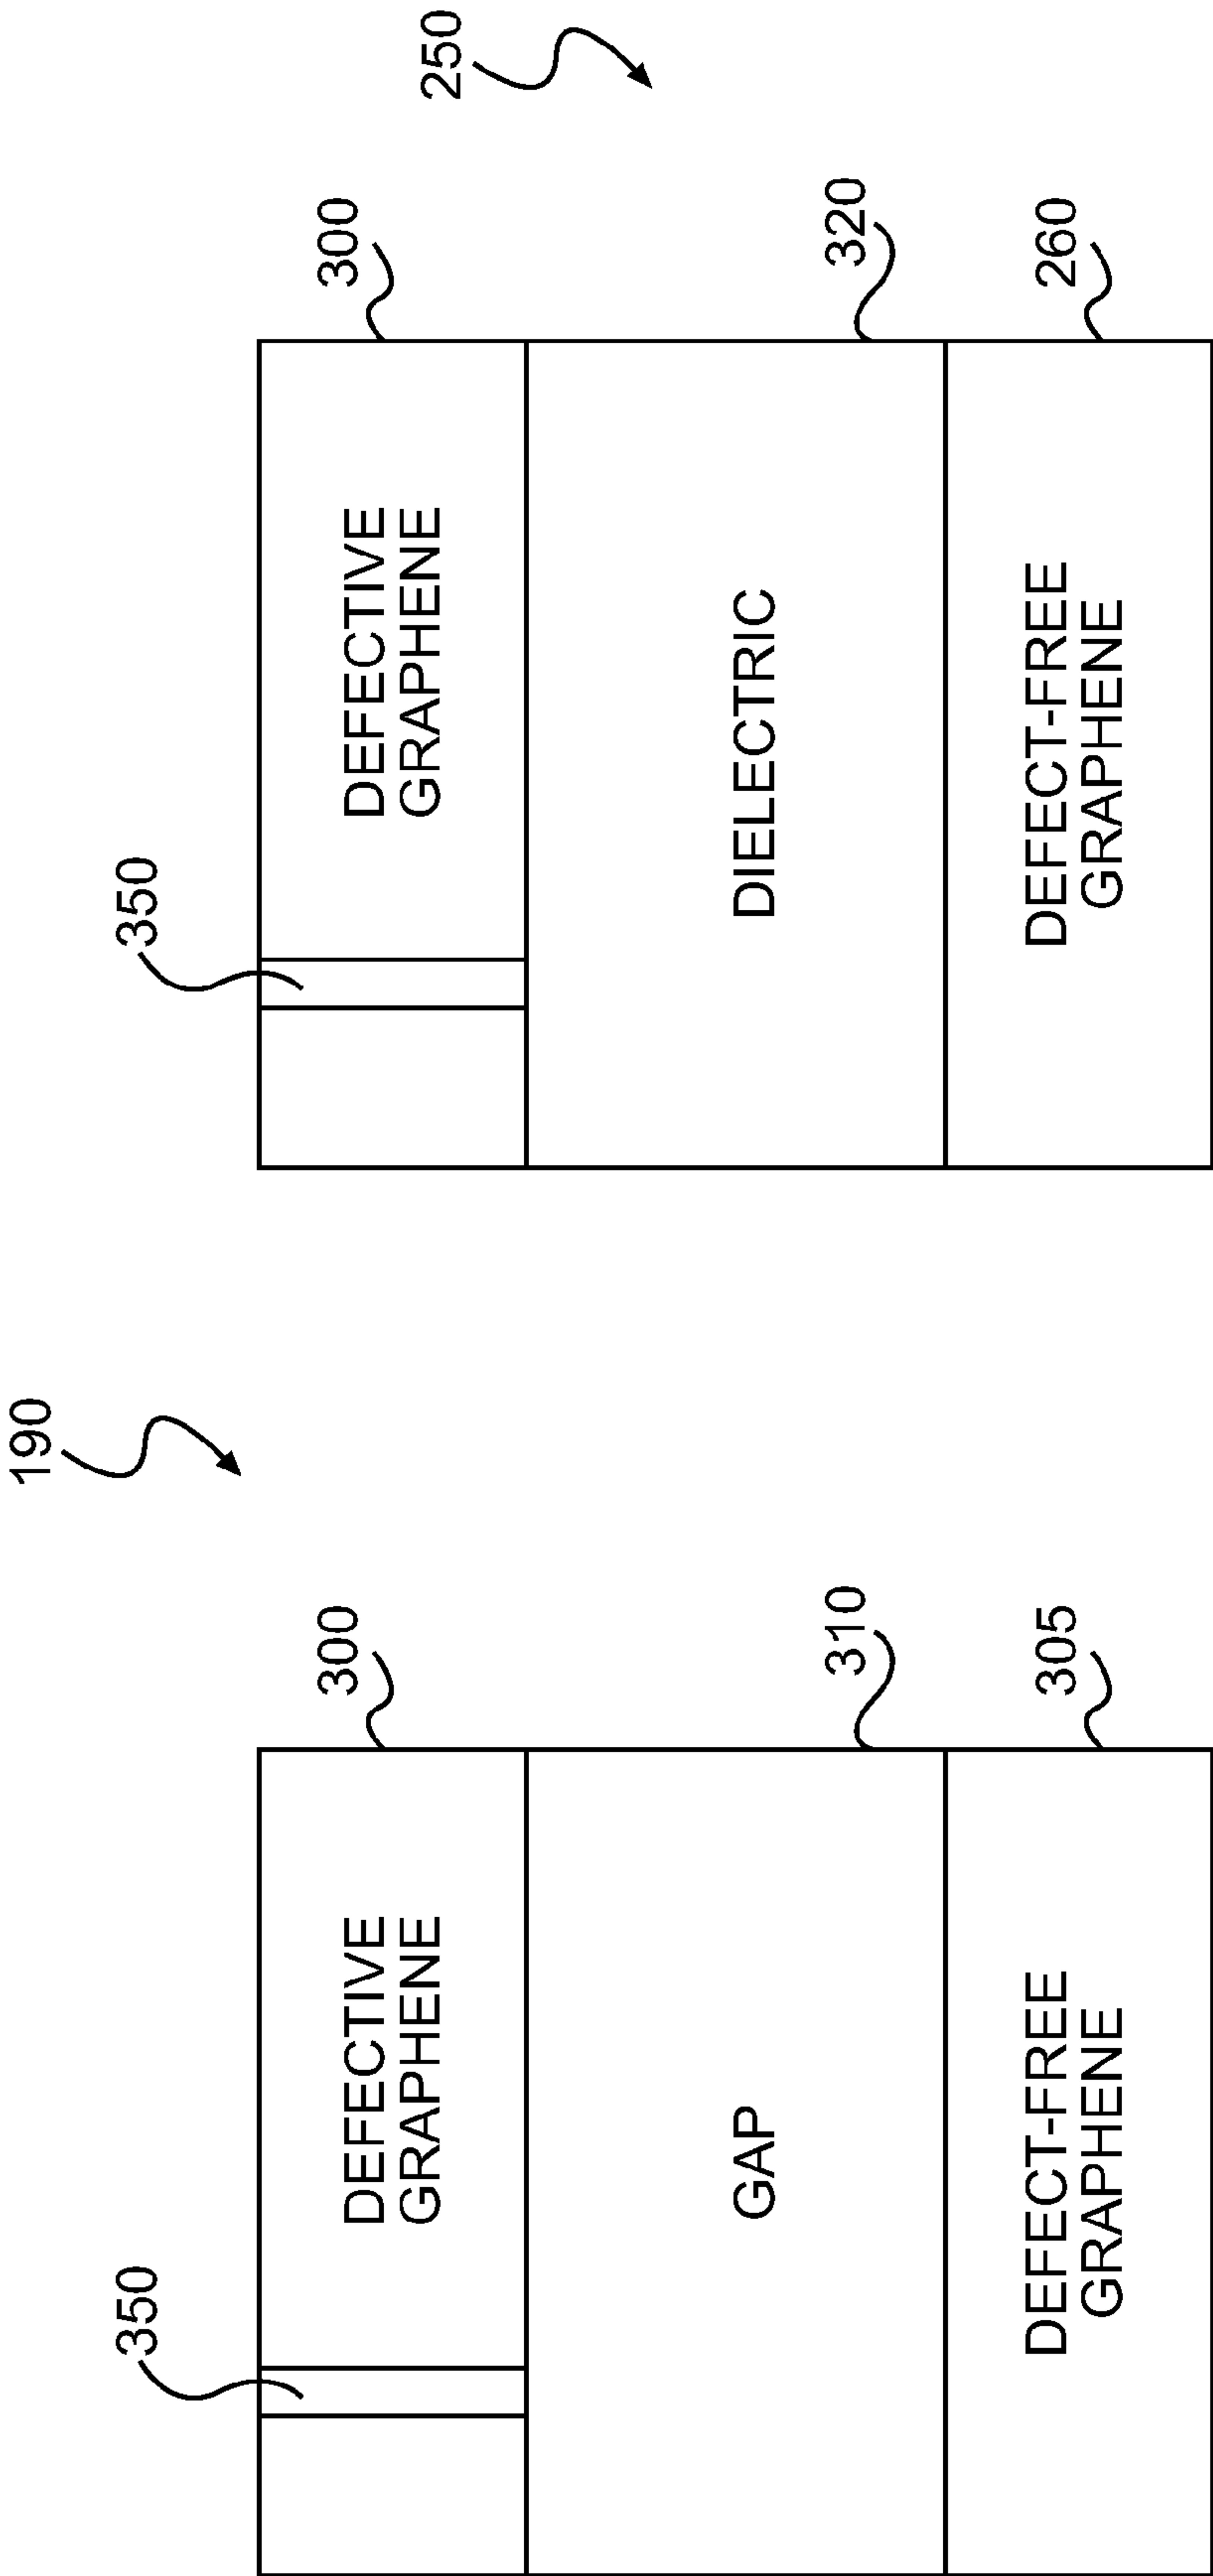 190
350
DEFECTIVE
GRAPHENE
300
GAP
310
DEFECT-FREE
GRAPHENE
305
250
350
DEFECTIVE
GRAPHENE
300
DIELECTRIC
320
DEFECT-FREE
GRAPHENE
260